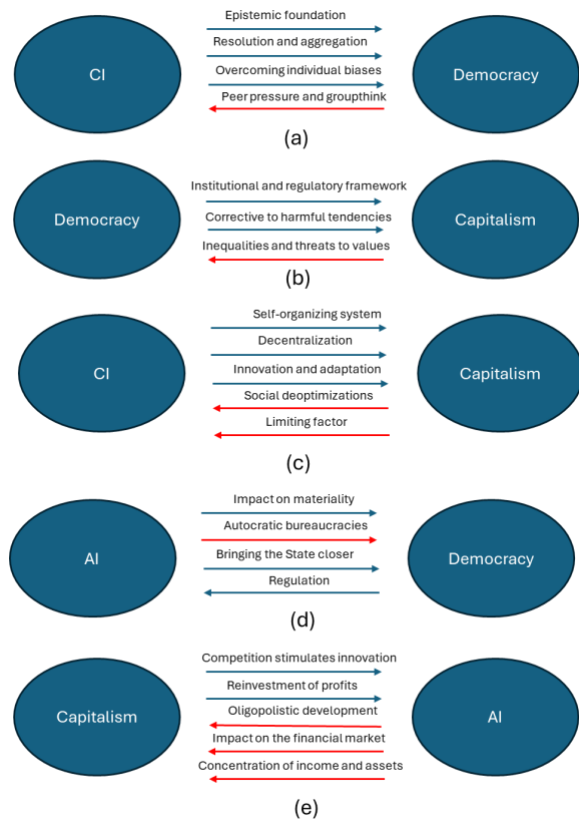 Epistemic foundation
Resolution and aggregation
CI
Overcoming individual biases
Democracy
Peer pressure and groupthink
(a)
Institutional and regulatory framework
Democracy
Corrective to harmful tendencies
Capitalism
Inequalities and threats to values
(b)
Self-organizing system
Decentralization
CI
Innovation and adaptation
Capitalism
Social deoptimizations
Limiting factor
(c)
Impact on materiality
Autocratic bureaucracies
AI
Bringing the State closer
Democracy
Regulation
(d)
Competition stimulates innovation
Reinvestment of profits
Capitalism
Oligopolistic development
AI
Impact on the financial market
Concentration of income and assets
(e)